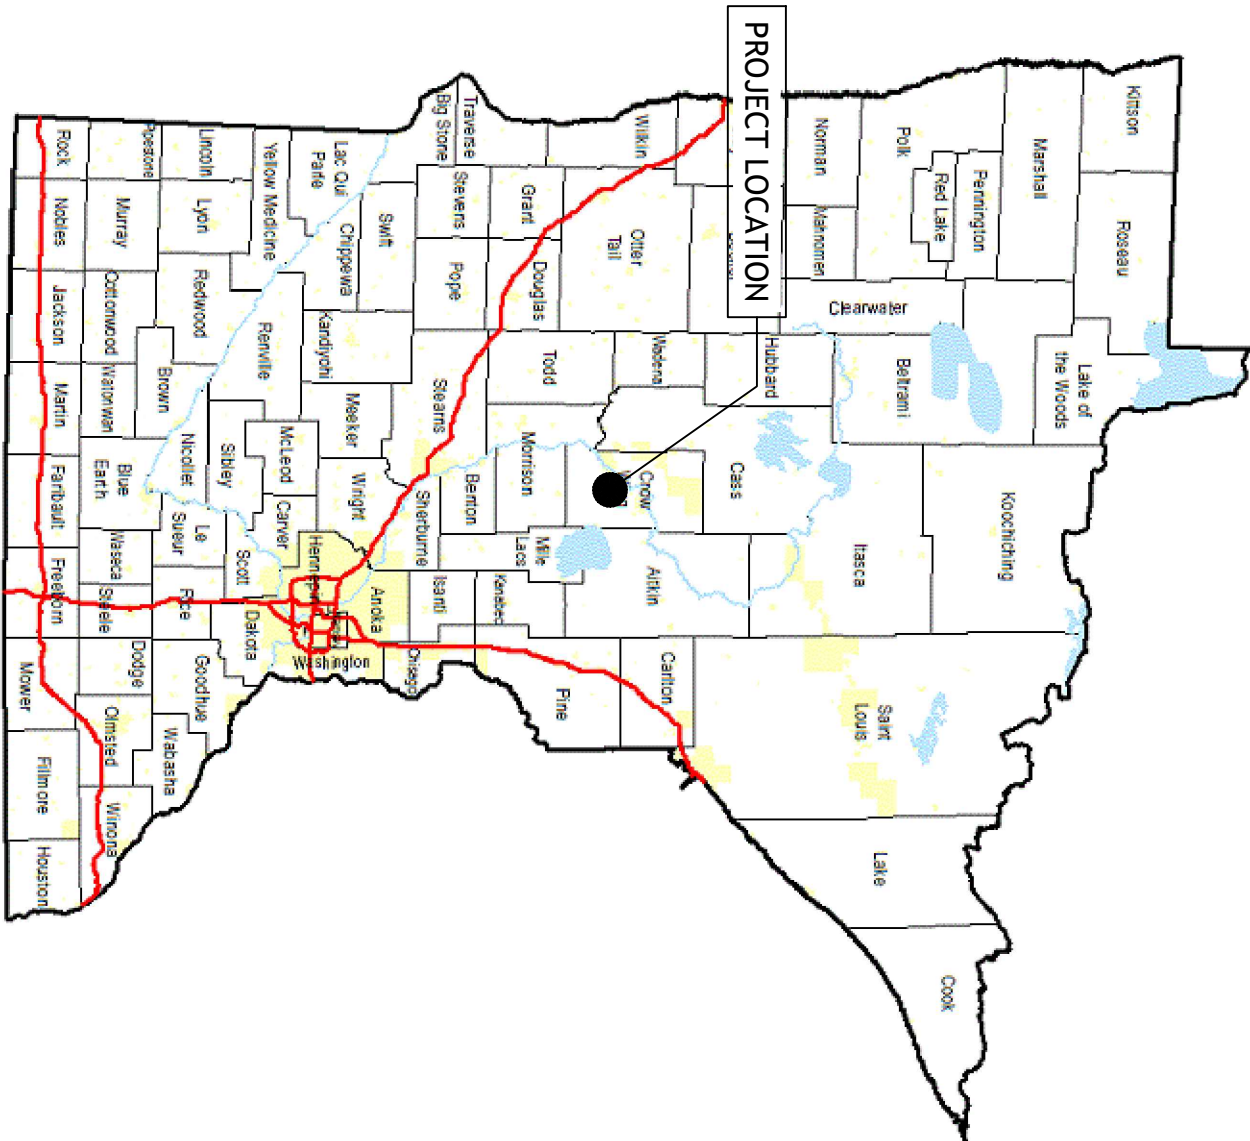 PROJECT LOCATION
Kittson
Roseau
Lake of
the Woods
Marshall
Pennington
Red Lake
Polk
Beltrami
Koochiching
Clearwater
Norman
Mahnomen
Itasca
Saint
Louis
Lake
Cook
Hubbard
Cass
Wadena
Crow
Aitkin
Carlton
Wilkin
Otter
Tail
Todd
Morrison
Mille
Lacs
Kanabec
Pine
Grant
Douglas
Traverse
Big Stone
Stevens
Pope
Stearns
Benton
Sherburne
Isanti
Chisago
Swift
Lac Qui
Parle
Chippewa
Kandiyohi
Meeker
Wright
Anoka
Hennepin
Washington
Yellow Medicine
Renville
McLeod
Carver
Scott
Dakota
Lincoln
Lyon
Redwood
Brown
Sibley
Nicollet
Le
Sueur
Rice
Goodhue
Wabasha
Pipestone
Murray
Cottonwood
Watonwan
Blue
Earth
Waseca
Steele
Dodge
Olmsted
Winona
Rock
Nobles
Jackson
Martin
Faribault
Freeborn
Mower
Fillmore
Houston